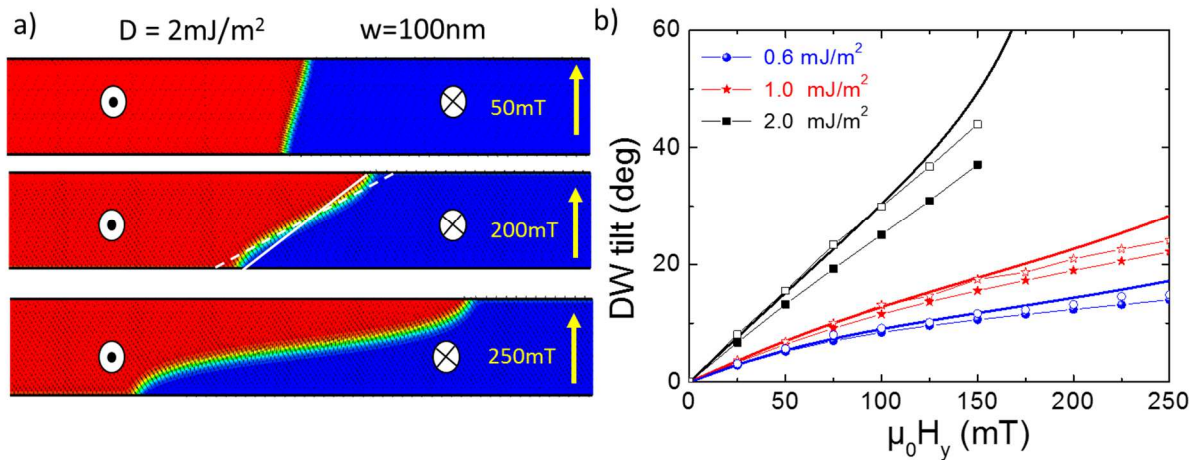 a)
D = 2mJ/m²
w=100nm
50mT
200mT
250mT
b)
60
40
20
0
DW tilt (deg)
0.6 mJ/m²
1.0 mJ/m²
2.0 mJ/m²
0 50 100 150 200 250
μ₀Hy (mT)